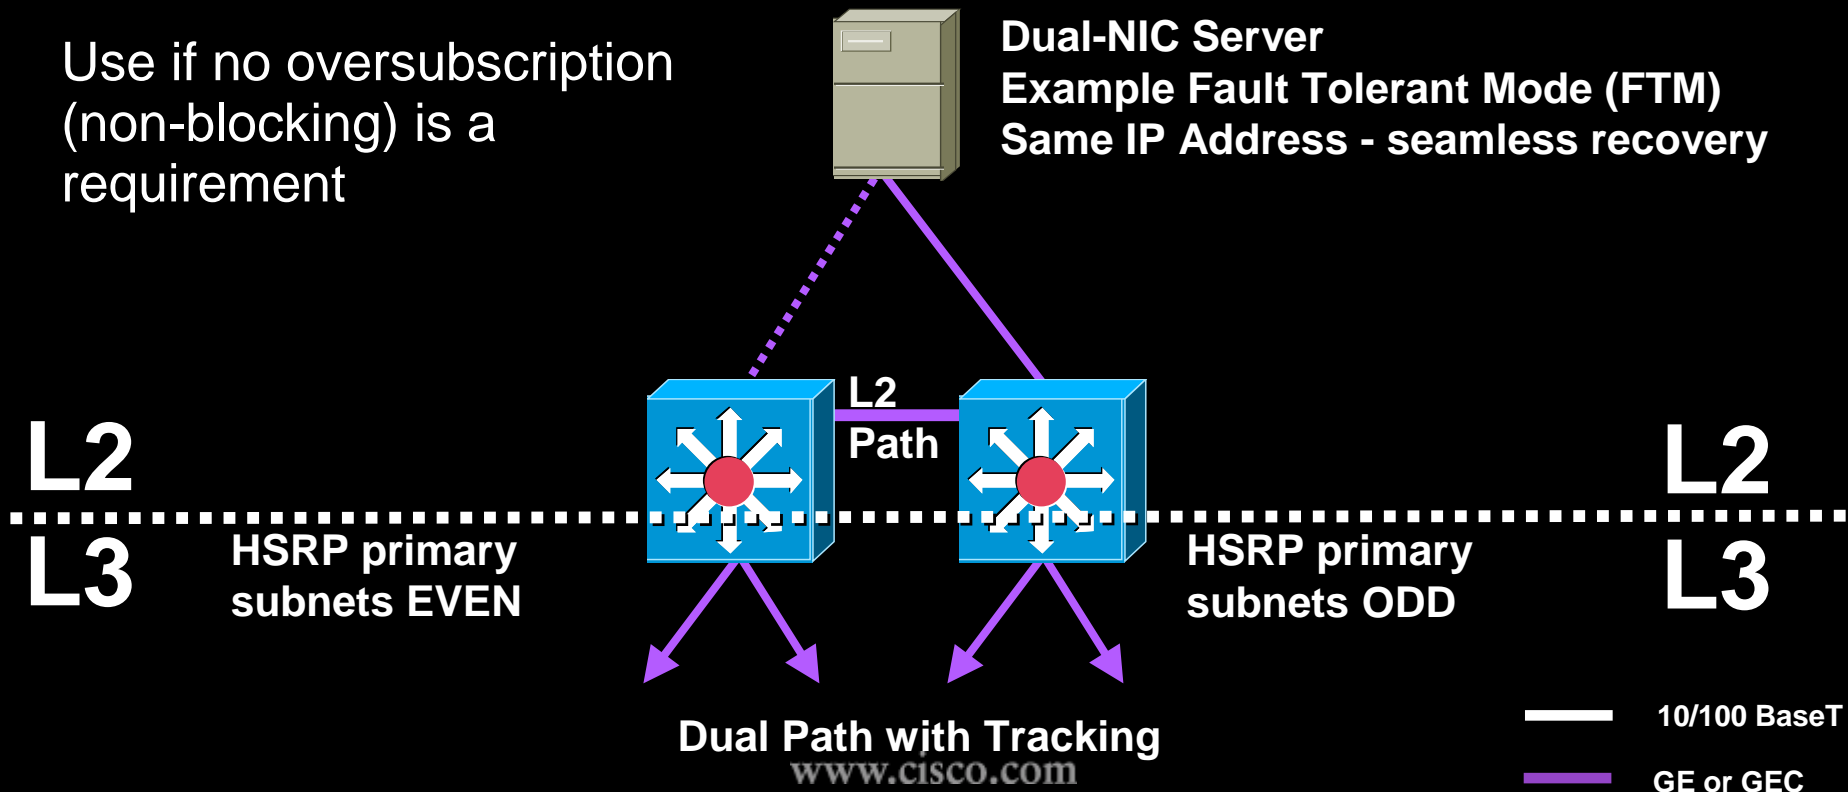 Use if no oversubscription
(non-blocking) is a
requirement
Dual-NIC Server
Example Fault Tolerant Mode (FTM)
Same IP Address - seamless recovery
L2
Path
L2
L3
HSRP primary
subnets EVEN
L2
L3
HSRP primary
subnets ODD
Dual Path with Tracking
www.cisco.com
10/100 BaseT
GE or GEC